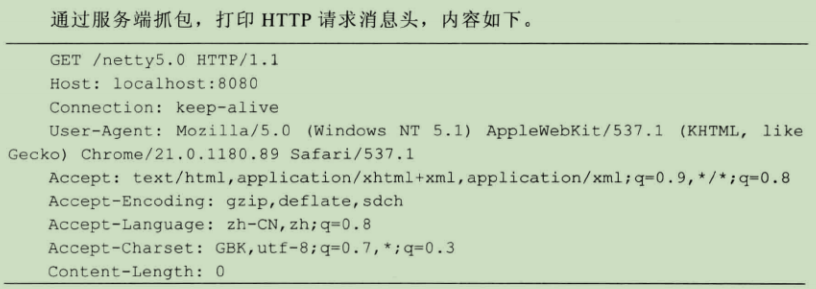 通过服务端抓包，打印 HTTP 请求消息头，内容如下。
GET /netty5.0 HTTP/1.1
Host: localhost:8080
Connection: keep-alive
User-Agent: Mozilla/5.0 (Windows NT 5.1) AppleWebKit/537.1 (KHTML, like
Gecko) Chrome/21.0.1180.89 Safari/537.1
Accept: text/html,application/xhtml+xml,application/xml;q=0.9,*/*;q=0.8
Accept-Encoding: gzip,deflate,sdch
Accept-Language: zh-CN,zh;q=0.8
Accept-Charset: GBK,utf-8;q=0.7,*;q=0.3
Content-Length: 0